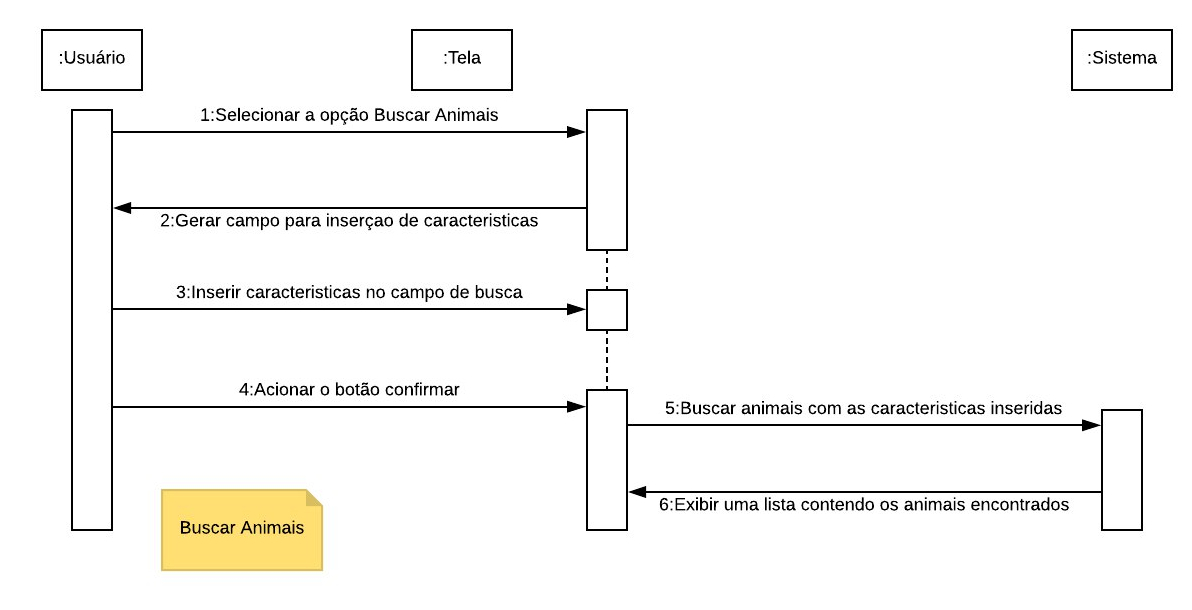 :Usuário
:Tela
:Sistema
1:Selecionar a opção Buscar Animais
2:Gerar campo para inserçao de caracteristicas
3:Inserir caracteristicas no campo de busca
4:Acionar o botão confirmar
5:Buscar animais com as caracteristicas inseridas
6:Exibir uma lista contendo os animais encontrados
Buscar Animais